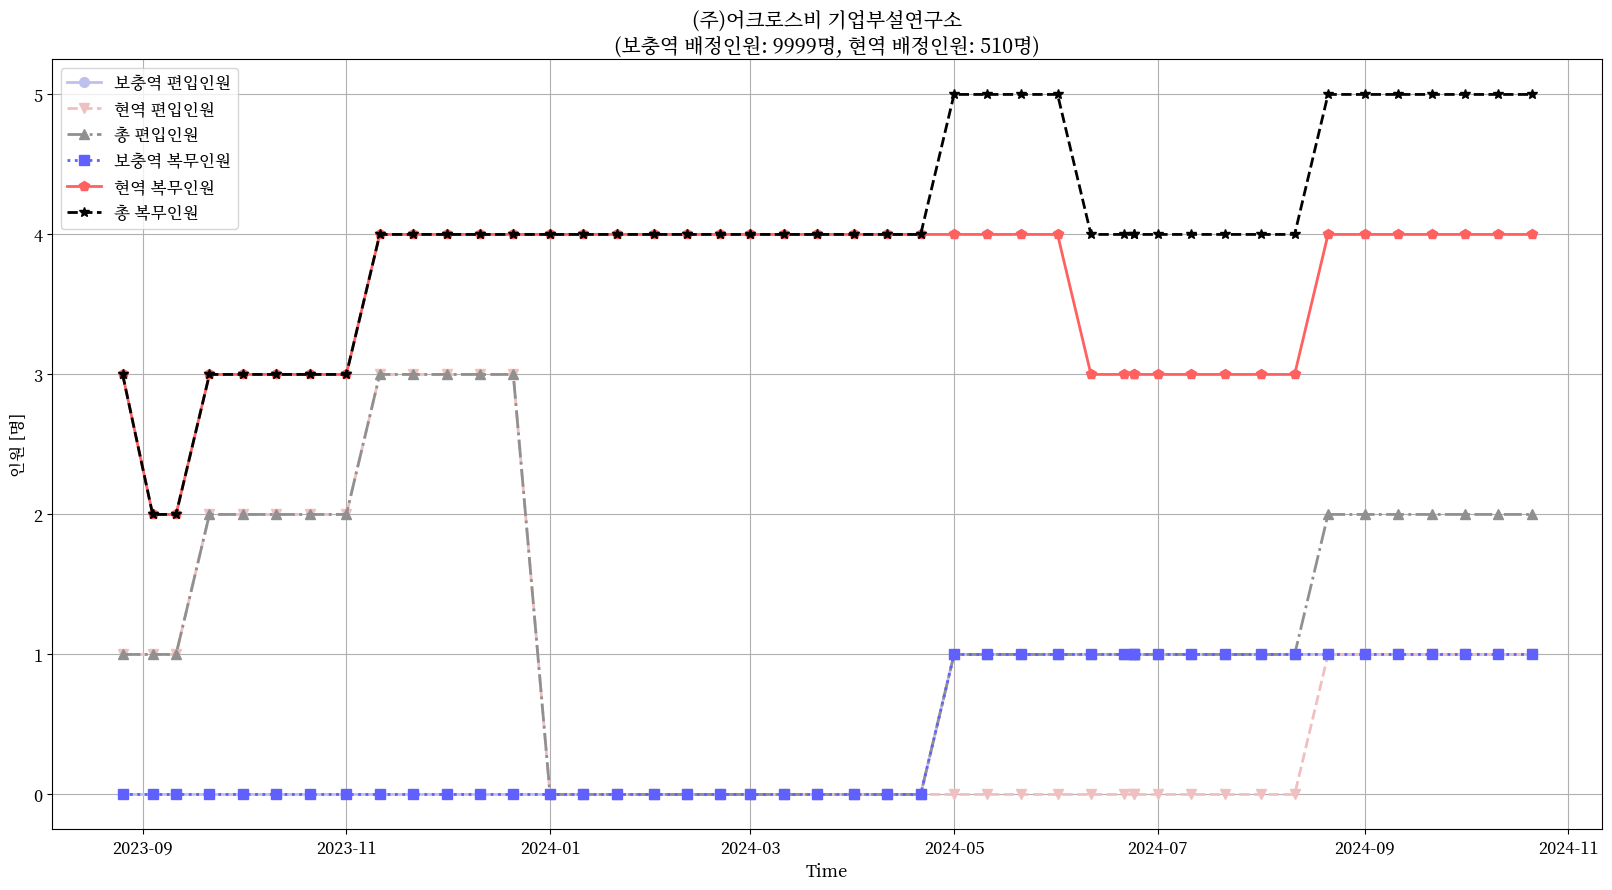 (주)어크로스비 기업부설연구소
(보충역 배정인원: 9999명, 현역 배정인원: 510명)
보충역 편입인원
현역 편입인원
총 편입인원
보충역 복무인원
현역 복무인원
총 복무인원
5
4
3
2
1
0
인원 [명]
2023-09 2023-11 2024-01 2024-03 2024-05 2024-07 2024-09 2024-11
Time